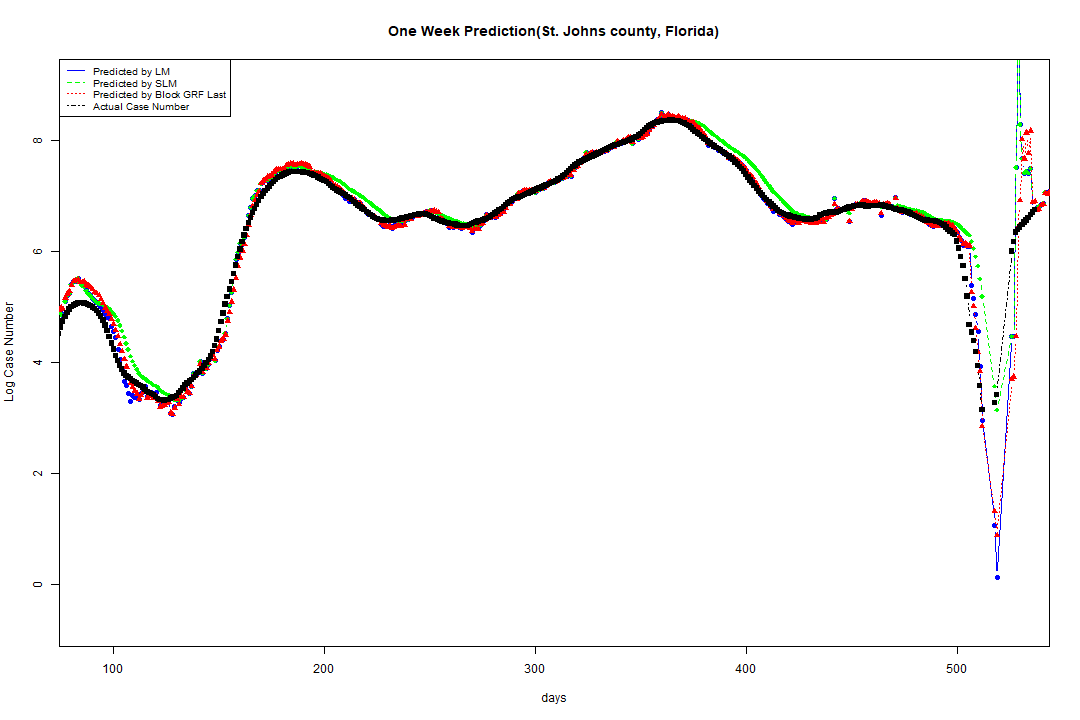 One Week Prediction(St. Johns county, Florida)
Predicted by LM
Predicted by SLM
Predicted by Block GRF Last
Actual Case Number
8
6
4
2
0
Log Case Number
100 200 300 400 500
days